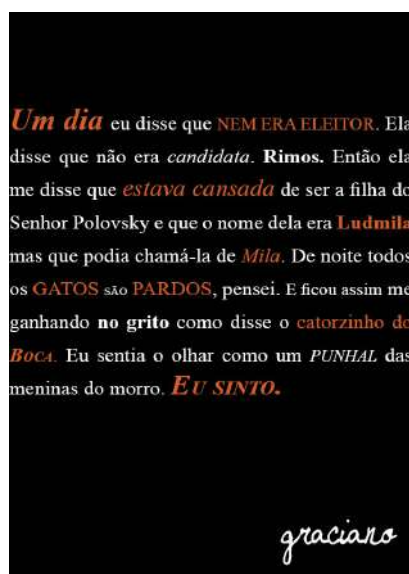 Um dia eu disse que NEM ERA ELEITOR. Ela
disse que não era candidata. Rimos. Então ela
me disse que estava cansada de ser a filha do
Senhor Polovsky e que o nome dela era Ludmila
mas que podia chamá-la de Mila. De noite todos
os GATOS SÃO PARDOS, pensei. E ficou assim me
ganhando no grito como disse o catorzinho do
BOCA. Eu sentia o olhar como um PUNHAL das
meninas do morro. EU SINTO.
graciano